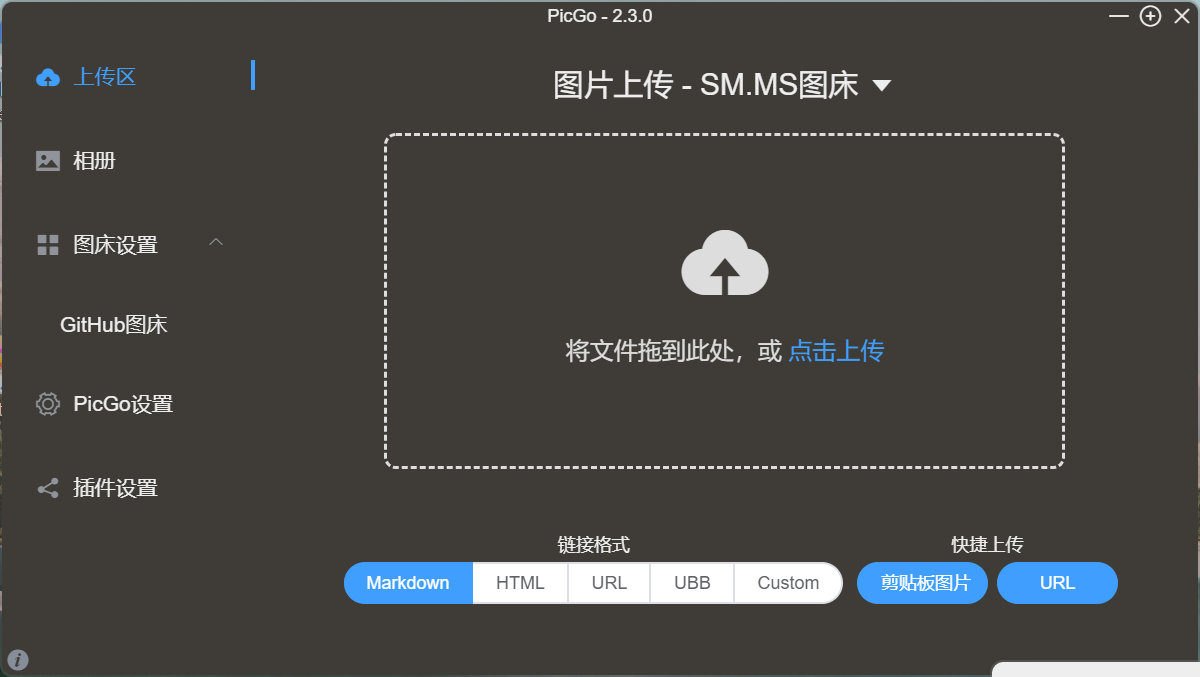 PicGo - 2.3.0
上传区
图片上传 - SM.MS图床
相册
图床设置
GitHub图床
将文件拖到此处，或 点击上传
PicGo设置
插件设置
链接格式
快捷上传
Markdown
HTML
URL
UBB
Custom
剪贴板图片
URL